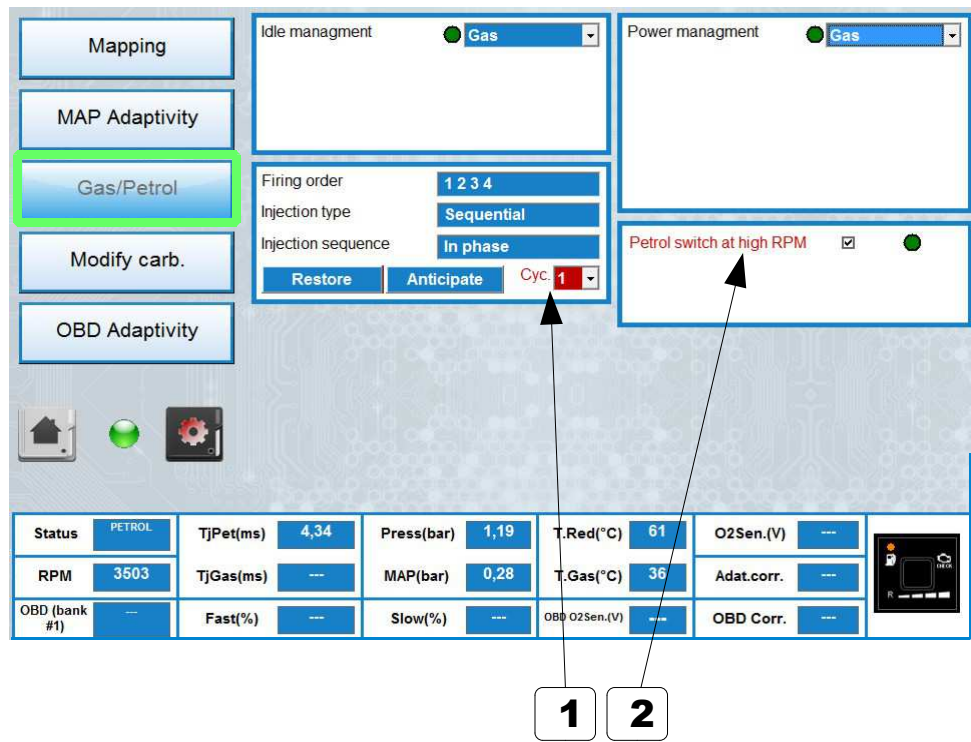 Mapping
MAP Adaptivity
Gas/Petrol
Modify carb.
OBD Adaptivity
Idle managment Gas
Firing order 1 2 3 4
Injection type Sequential
Injection sequence In phase
Restore Anticipate Cyc. 1
Power managment Gas
Petrol switch at high RPM
Status PETROL TjPet(ms) 4,34 Press(bar) 1,19 T.Red(°C) 61 O2Sen.(V) ---
RPM 3503 TjGas(ms) --- MAP(bar) 0,28 T.Gas(°C) 36 Adat.corr. ---
OBD (bank #1) --- Fast(%) --- Slow(%) --- OBD O2Sen.(V) --- OBD Corr. ---
CHECK
R
1 2